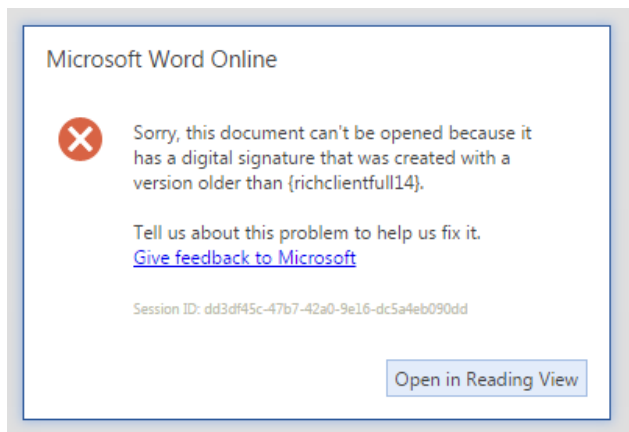 Microsoft Word Online
Sorry, this document can't be opened because it
has a digital signature that was created with a
version older than {richclientfull14}.
Tell us about this problem to help us fix it.
Give feedback to Microsoft
Session ID: dd3df45c-47b7-42a0-9e16-dc5a4eb090dd
Open in Reading View